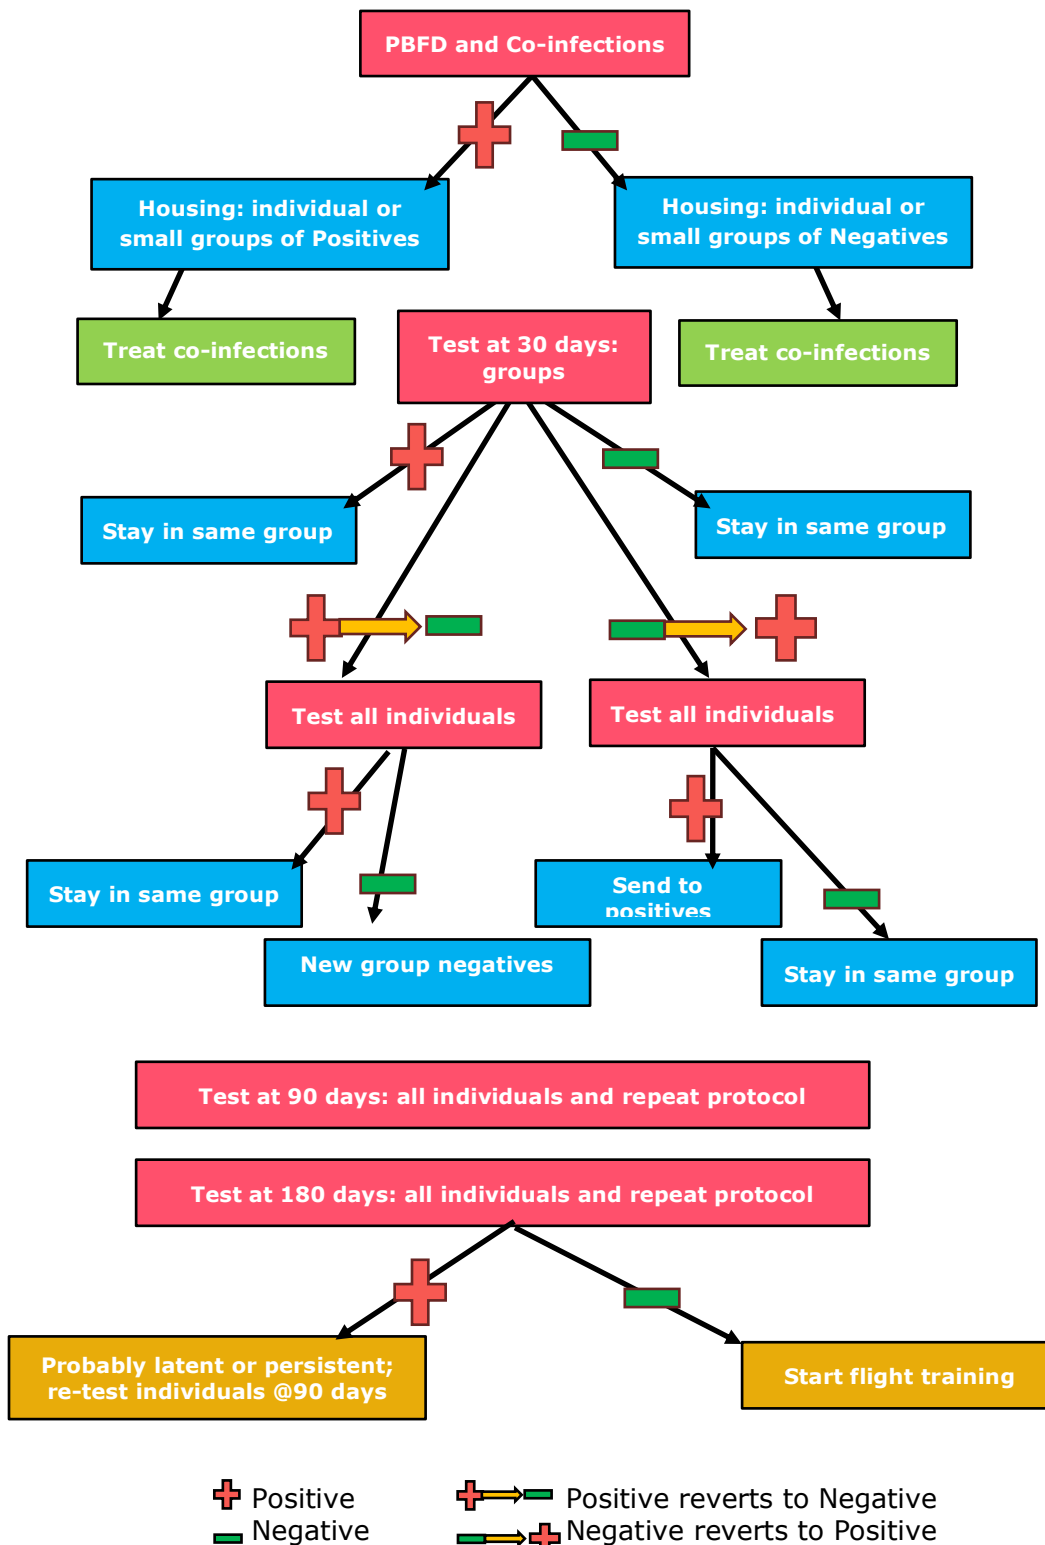 PBFD and Co-infections
Housing: individual or
small groups of Positives
Housing: individual or
small groups of Negatives
Treat co-infections
Test at 30 days:
groups
Treat co-infections
Stay in same group
Stay in same group
Test all individuals
Test all individuals
Stay in same group
Send to
positives
New group negatives
Stay in same group
Test at 90 days: all individuals and repeat protocol
Test at 180 days: all individuals and repeat protocol
Probably latent or persistent;
re-test individuals @90 days
Start flight training
Positive
Positive reverts to Negative
Negative
Negative reverts to Positive